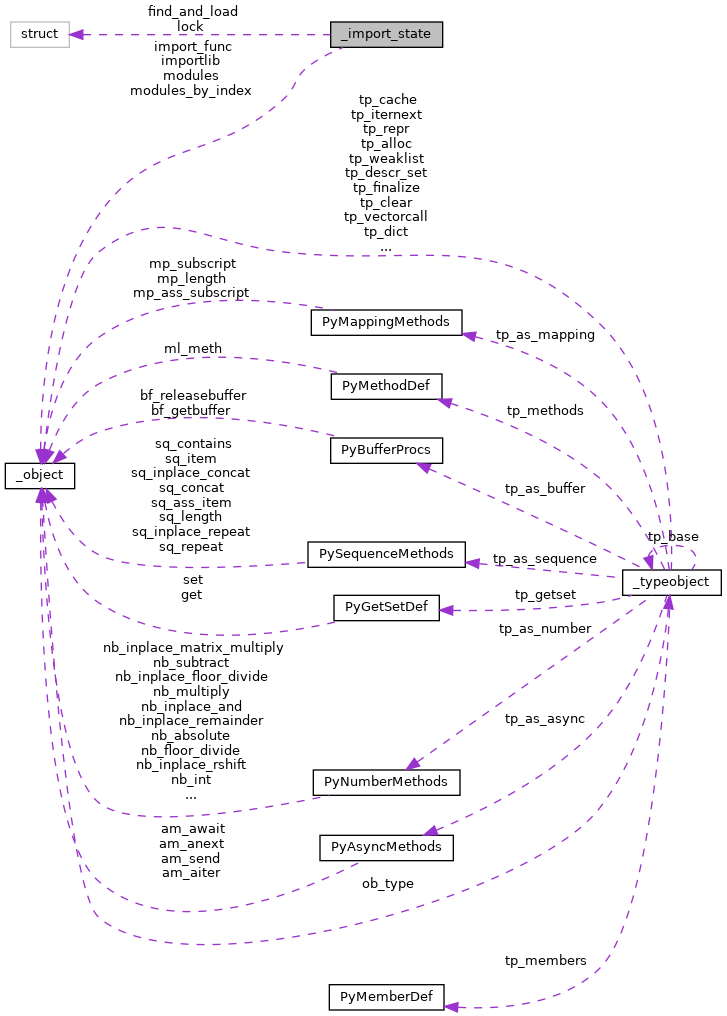 find_and_load
lock
struct
_import_state
import_func
importlib
modules
modules_by_index
tp_cache
tp_iternext
tp_repr
tp_alloc
tp_weaklist
tp_descr_set
tp_finalize
tp_clear
tp_vectorcall
tp_dict
...
mp_subscript
mp_length
mp_ass_subscript
PyMappingMethods
tp_as_mapping
ml_meth
PyMethodDef
tp_methods
bf_releasebuffer
bf_getbuffer
PyBufferProcs
_object
tp_as_buffer
sq_contains
sq_item
sq_inplace_concat
sq_concat
sq_ass_item
sq_length
sq_inplace_repeat
sq_repeat
PySequenceMethods
tp_as_sequence
tp_base
_typeobject
set
get
PyGetSetDef
tp_getset
tp_as_number
nb_inplace_matrix_multiply
nb_subtract
nb_inplace_floor_divide
nb_multiply
nb_inplace_and
nb_inplace_remainder
nb_absolute
nb_floor_divide
nb_inplace_rshift
nb_int
...
PyNumberMethods
tp_as_async
am_await
am_anext
am_send
am_aiter
PyAsyncMethods
ob_type
tp_members
PyMemberDef